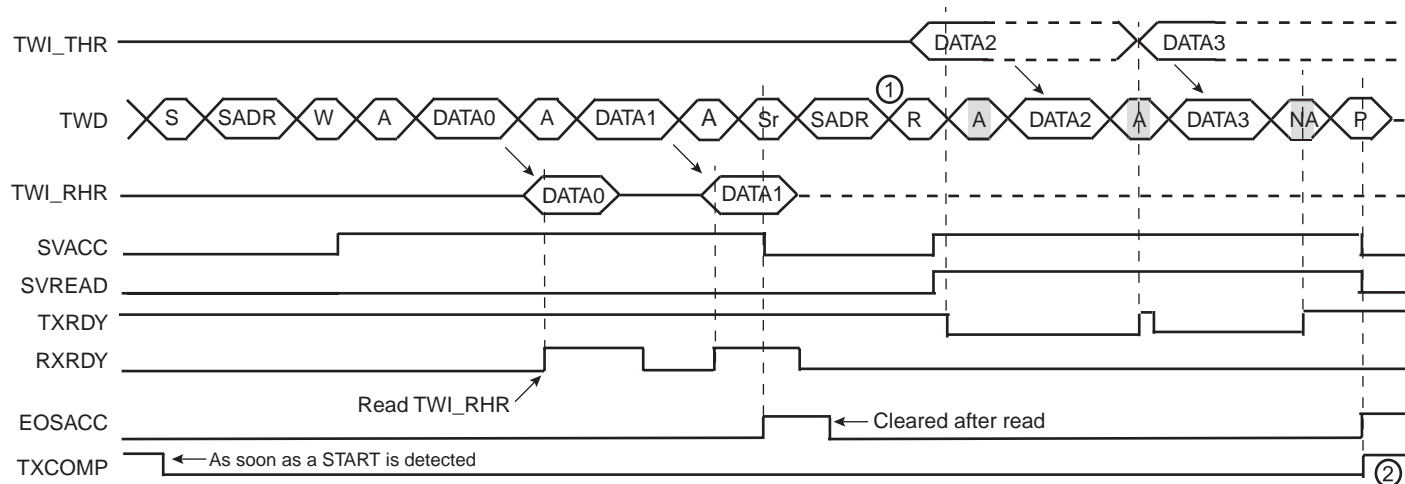 TWI_THR DATA2 DATA3
①
TWD S SADR W A DATA0 A DATA1 A Sr SADR R A DATA2 A DATA3 NA P
TWI_RHR DATA0 DATA1
SVACC
SVREAD
TXRDY
RXRDY
Read TWI_RHR
EOSACC Cleared after read
As soon as a START is detected
TXCOMP ②